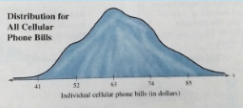 Distribution for
All Cellular
Phone Bills
41 52 63 74 85
Individual cellular phone bills (in dollars)